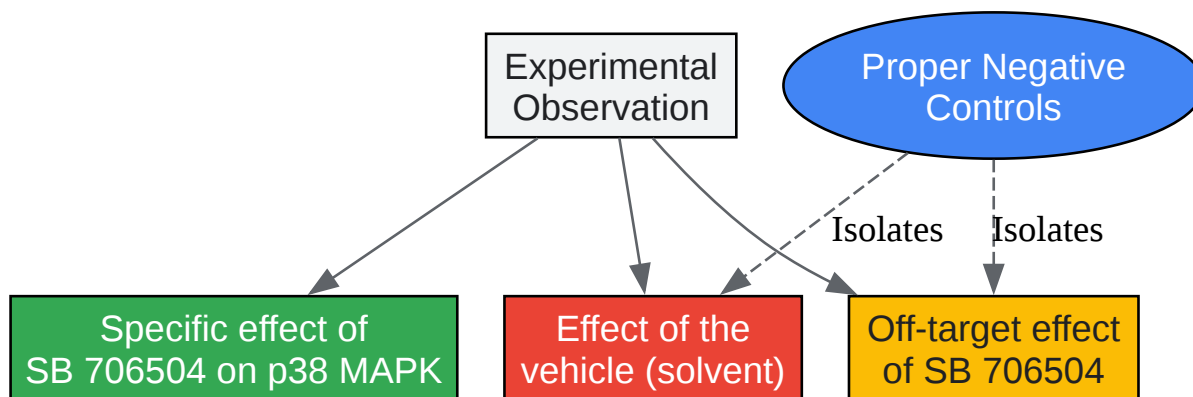 Experimental
Observation
Proper Negative
Controls
Isolates
Isolates
Specific effect of
SB 706504 on p38 MAPK
Effect of the
vehicle (solvent)
Off-target effect
of SB 706504